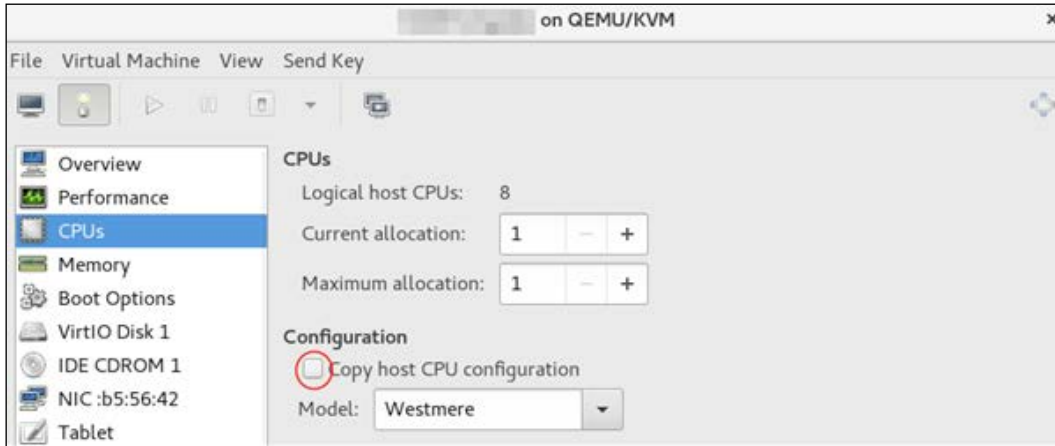 on QEMU/KVM
File Virtual Machine View Send Key
Overview
Performance
CPUs
Memory
Boot Options
VirtIO Disk 1
IDE CDROM 1
NIC :b5:56:42
Tablet
CPUs
Logical host CPUs: 8
Current allocation: 1
Maximum allocation: 1
Configuration
Copy host CPU configuration
Model: Westmere